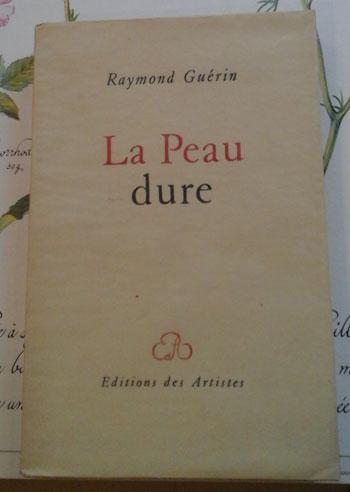 Raymond Guérin
La Peau
dure
Editions des Artistes